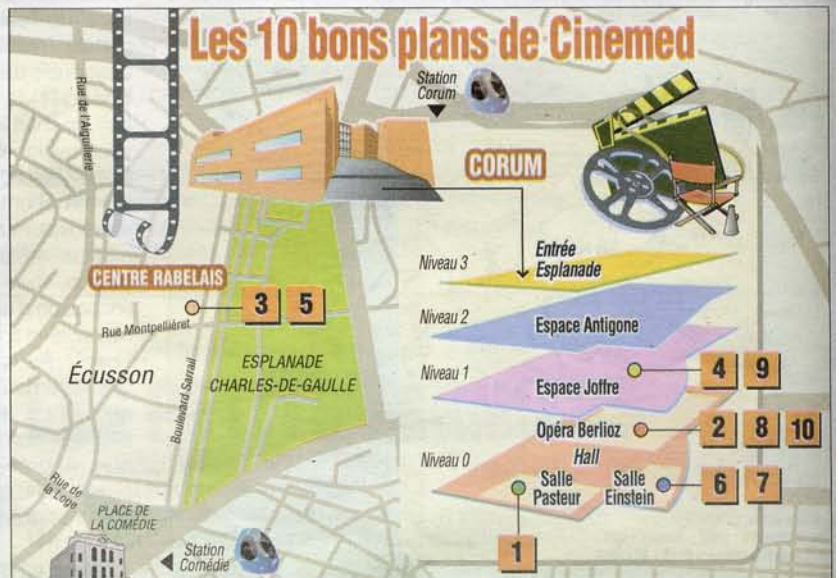 Les 10 bons plans de Cinemed
Station
Corum
Rue de l'Aiguillerie
CORUM
CENTRE RABELAIS
3 5
Rue Montpelliéret
Écusson
Boulevard Sarrail
ESPLANADE
CHARLES-DE-GAULLE
Rue de
la Loge
PLACE DE
LA COMÉDIE
Station
Comédie
Niveau 3
Entrée
Esplanade
Niveau 2
Espace Antigone
Niveau 1
Espace Joffre
4 9
Opéra Berlioz
2 8 10
Hall
Niveau 0
Salle
Pasteur
Salle
Einstein
6 7
1